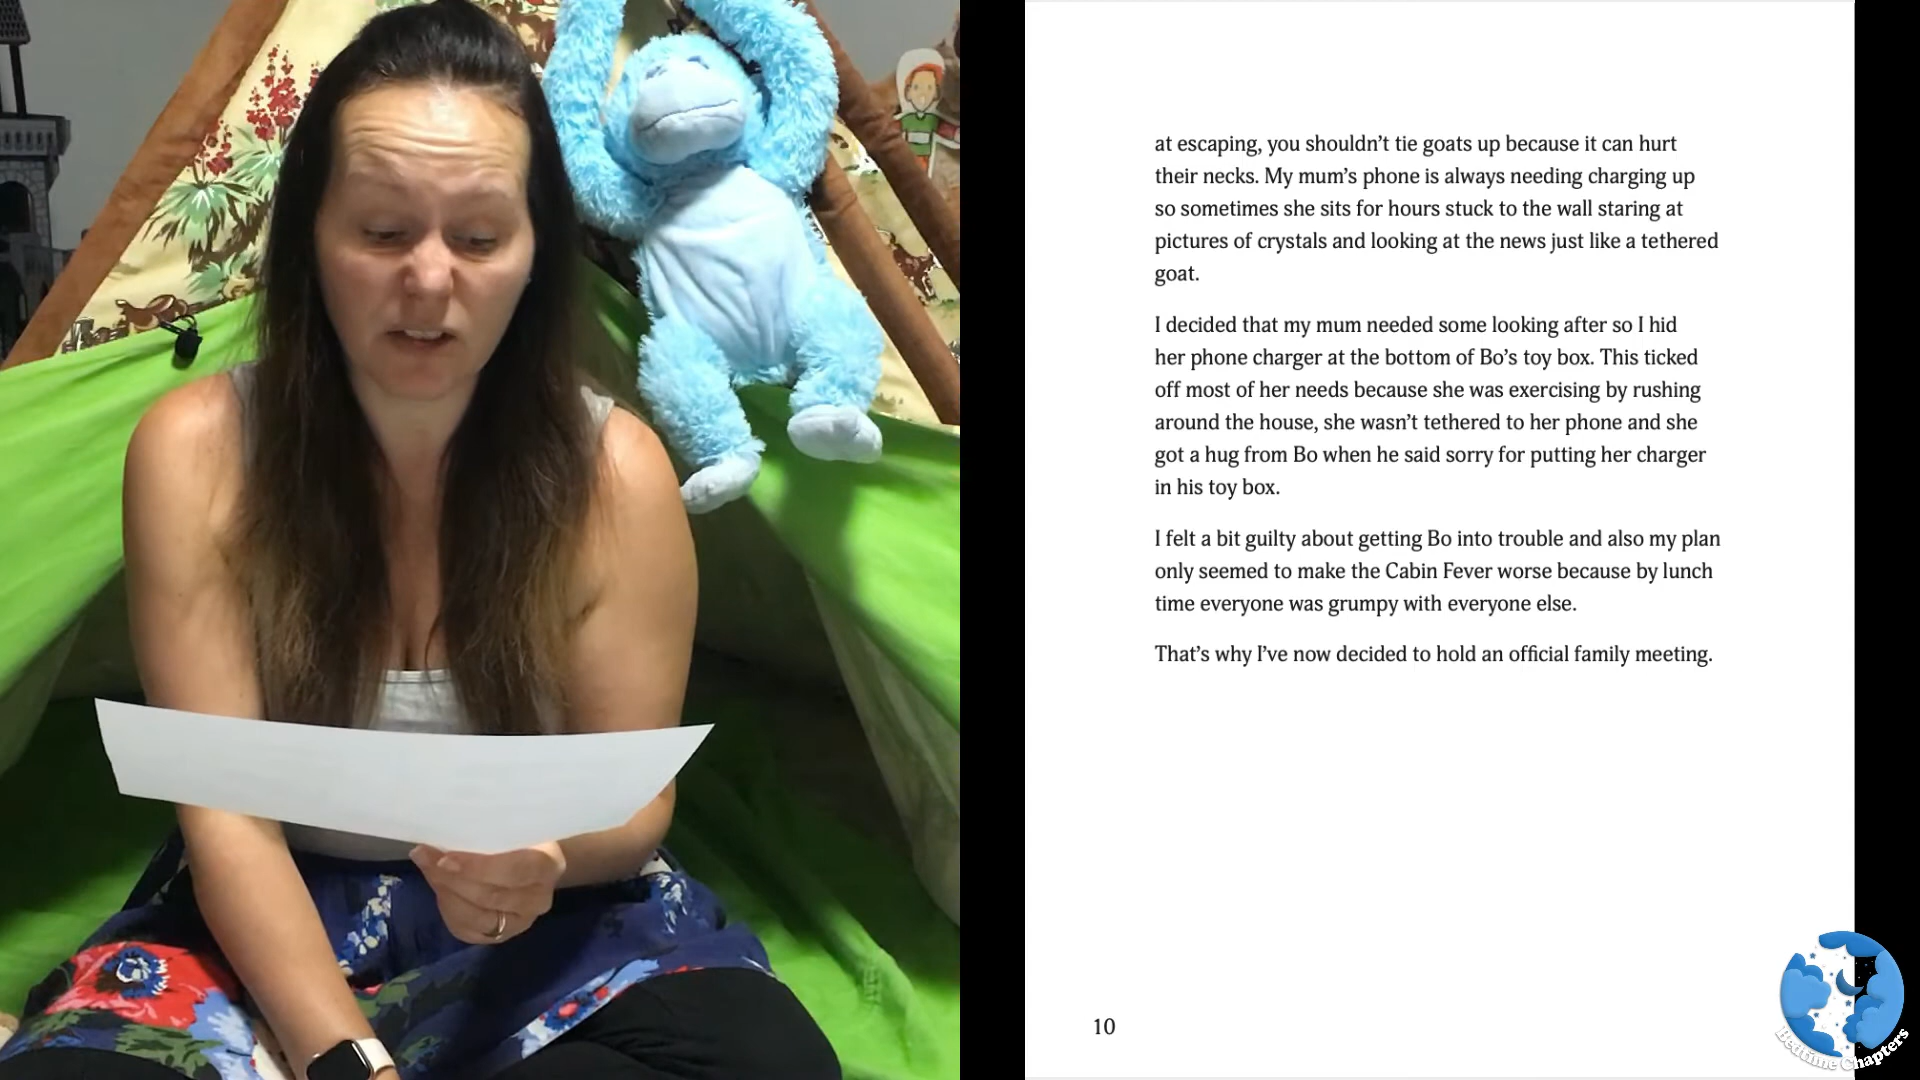 at escaping, you shouldn’t tie goats up because it can hurt
their necks. My mum’s phone is always needing charging up
so sometimes she sits for hours stuck to the wall staring at
pictures of crystals and looking at the news just like a tethered
goat.
I decided that my mum needed some looking after so I hid
her phone charger at the bottom of Bo’s toy box. This ticked
off most of her needs because she was exercising by rushing
around the house, she wasn’t tethered to her phone and she
got a hug from Bo when he said sorry for putting her charger
in his toy box.
I felt a bit guilty about getting Bo into trouble and also my plan
only seemed to make the Cabin Fever worse because by lunch
time everyone was grumpy with everyone else.
That’s why I’ve now decided to hold an official family meeting.
10
Bedtime Chapters